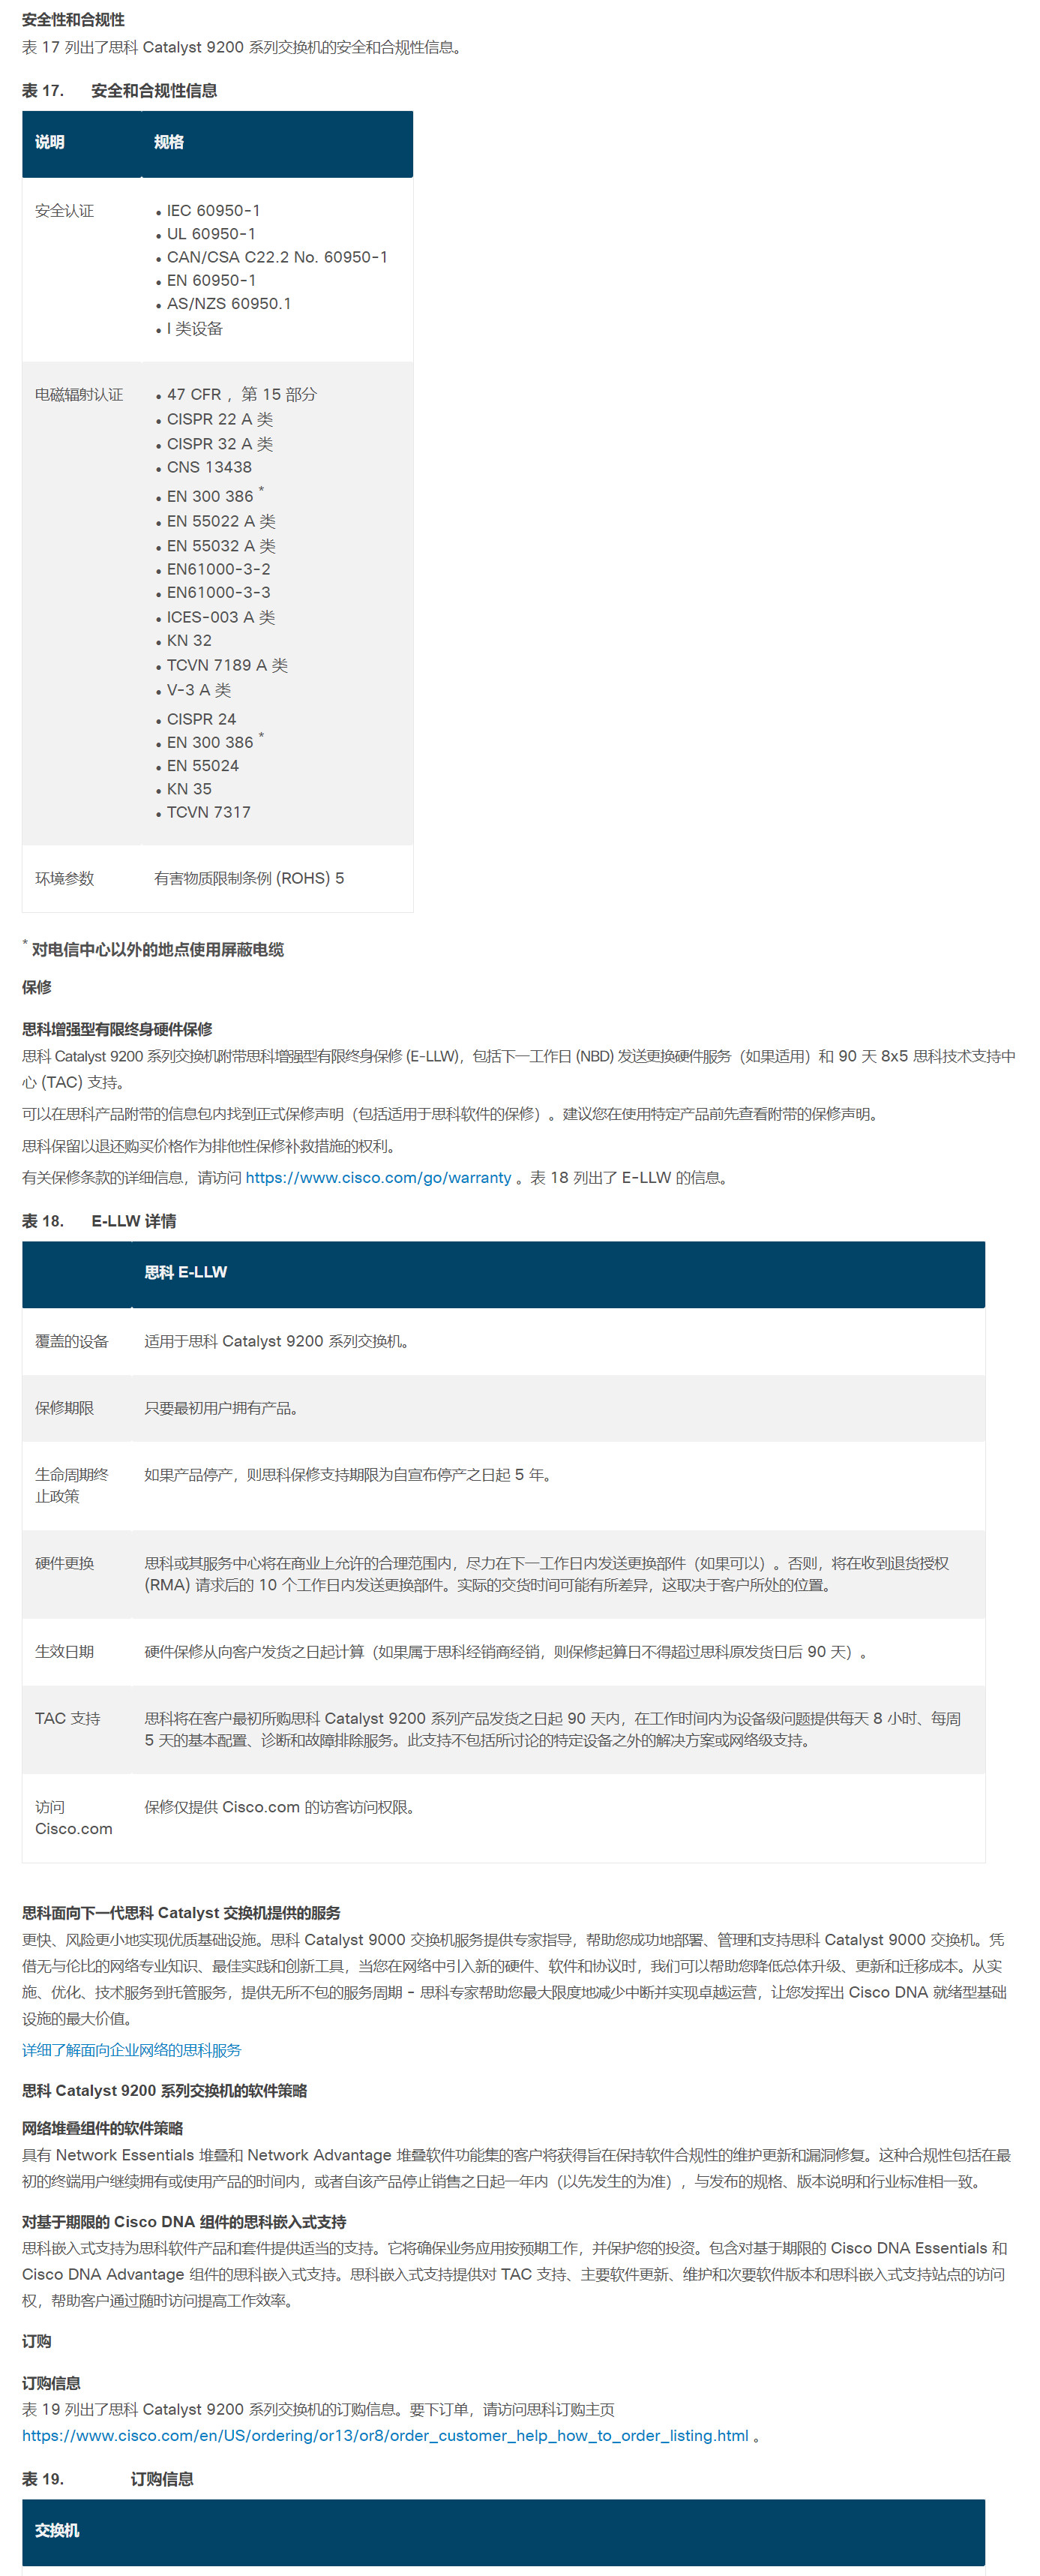 安全性和合规性
表 17 列出了思科 Catalyst 9200 系列交换机的安全和合规性信息。
表 17. 安全和合规性信息
说明 规格
安全认证
• IEC 60950-1
• UL 60950-1
• CAN/CSA C22.2 No. 60950-1
• EN 60950-1
• AS/NZS 60950.1
• I 类设备
电磁辐射认证
• 47 CFR ，第 15 部分
• CISPR 22 A 类
• CISPR 32 A 类
• CNS 13438
• EN 300 386 *
• EN 55022 A 类
• EN 55032 A 类
• EN61000-3-2
• EN61000-3-3
• ICES-003 A 类
• KN 32
• TCVN 7189 A 类
• V-3 A 类
• CISPR 24
• EN 300 386 *
• EN 55024
• KN 35
• TCVN 7317
环境参数 有害物质限制条例 (ROHS) 5
* 对电信中心以外的地点使用屏蔽电缆
保修
思科增强型有限终身硬件保修
思科 Catalyst 9200 系列交换机附带思科增强型有限终身保修 (E-LLW)，包括下一工作日 (NBD) 发送更换硬件服务（如果适用）和 90 天 8x5 思科技术支持中
心 (TAC) 支持。
可以在思科产品附带的信息包内找到正式保修声明（包括适用于思科软件的保修）。建议您在使用特定产品前先查看附带的保修声明。
思科保留以退还购买价格作为排他性保修补救措施的权利。
有关保修条款的详细信息，请访问 https://www.cisco.com/go/warranty 。表 18 列出了 E-LLW 的信息。
表 18. E-LLW 详情
思科 E-LLW
覆盖的设备 适用于思科 Catalyst 9200 系列交换机。
保修期限 只要最初用户拥有产品。
生命周期终
止政策
如果产品停产，则思科保修支持期限为自宣布停产之日起 5 年。
硬件更换
思科或其服务中心将在商业上允许的合理范围内，尽力在下一工作日内发送更换部件（如果可以）。否则，将在收到退货授权
(RMA) 请求后的 10 个工作日内发送更换部件。实际的交货时间可能有所差异，这取决于客户所处的位置。
生效日期 硬件保修从向客户发货之日起计算（如果属于思科经销商经销，则保修起算日不得超过思科原发货日后 90 天）。
TAC 支持
思科将在客户最初所购思科 Catalyst 9200 系列产品发货之日起 90 天内，在工作时间内为设备级问题提供每天 8 小时、每周
5 天的基本配置、诊断和故障排除服务。此支持不包括所讨论的特定设备之外的解决方案或网络级支持。
访问
Cisco.com
保修仅提供 Cisco.com 的访客访问权限。
思科面向下一代思科 Catalyst 交换机提供的服务
更快、风险更小地实现优质基础设施。思科 Catalyst 9000 交换机服务提供专家指导，帮助您成功地部署、管理和支持思科 Catalyst 9000 交换机。凭
借无与伦比的网络专业知识、最佳实践和创新工具，当您在网络中引入新的硬件、软件和协议时，我们可以帮助您降低总体升级、更新和迁移成本。从实
施、优化、技术服务到托管服务，提供无所不包的服务周期 - 思科专家帮助您最大限度地减少中断并实现卓越运营，让您发挥出 Cisco DNA 就绪型基础
设施的最大价值。
详细了解面向企业网络的思科服务
思科 Catalyst 9200 系列交换机的软件策略
网络堆叠组件的软件策略
具有 Network Essentials 堆叠和 Network Advantage 堆叠软件功能集的客户将获得旨在保持软件合规性的维护更新和漏洞修复。这种合规性包括在最
初的终端用户继续拥有或使用产品的时间内，或者自该产品停止销售之日起一年内（以先发生的为准），与发布的规格、版本说明和行业标准相一致。
对基于期限的 Cisco DNA 组件的思科嵌入式支持
思科嵌入式支持为思科软件产品和套件提供适当的支持。它将确保业务应用按预期工作，并保护您的投资。包含对基于期限的 Cisco DNA Essentials 和
Cisco DNA Advantage 组件的思科嵌入式支持。思科嵌入式支持提供对 TAC 支持、主要软件更新、维护和次要软件版本和思科嵌入式支持站点的访问
权，帮助客户通过随时访问提高工作效率。
订购
订购信息
表 19 列出了思科 Catalyst 9200 系列交换机的订购信息。要下订单，请访问思科订购主页
https://www.cisco.com/en/US/ordering/or13/or8/order_customer_help_how_to_order_listing.html 。
表 19. 订购信息
交换机